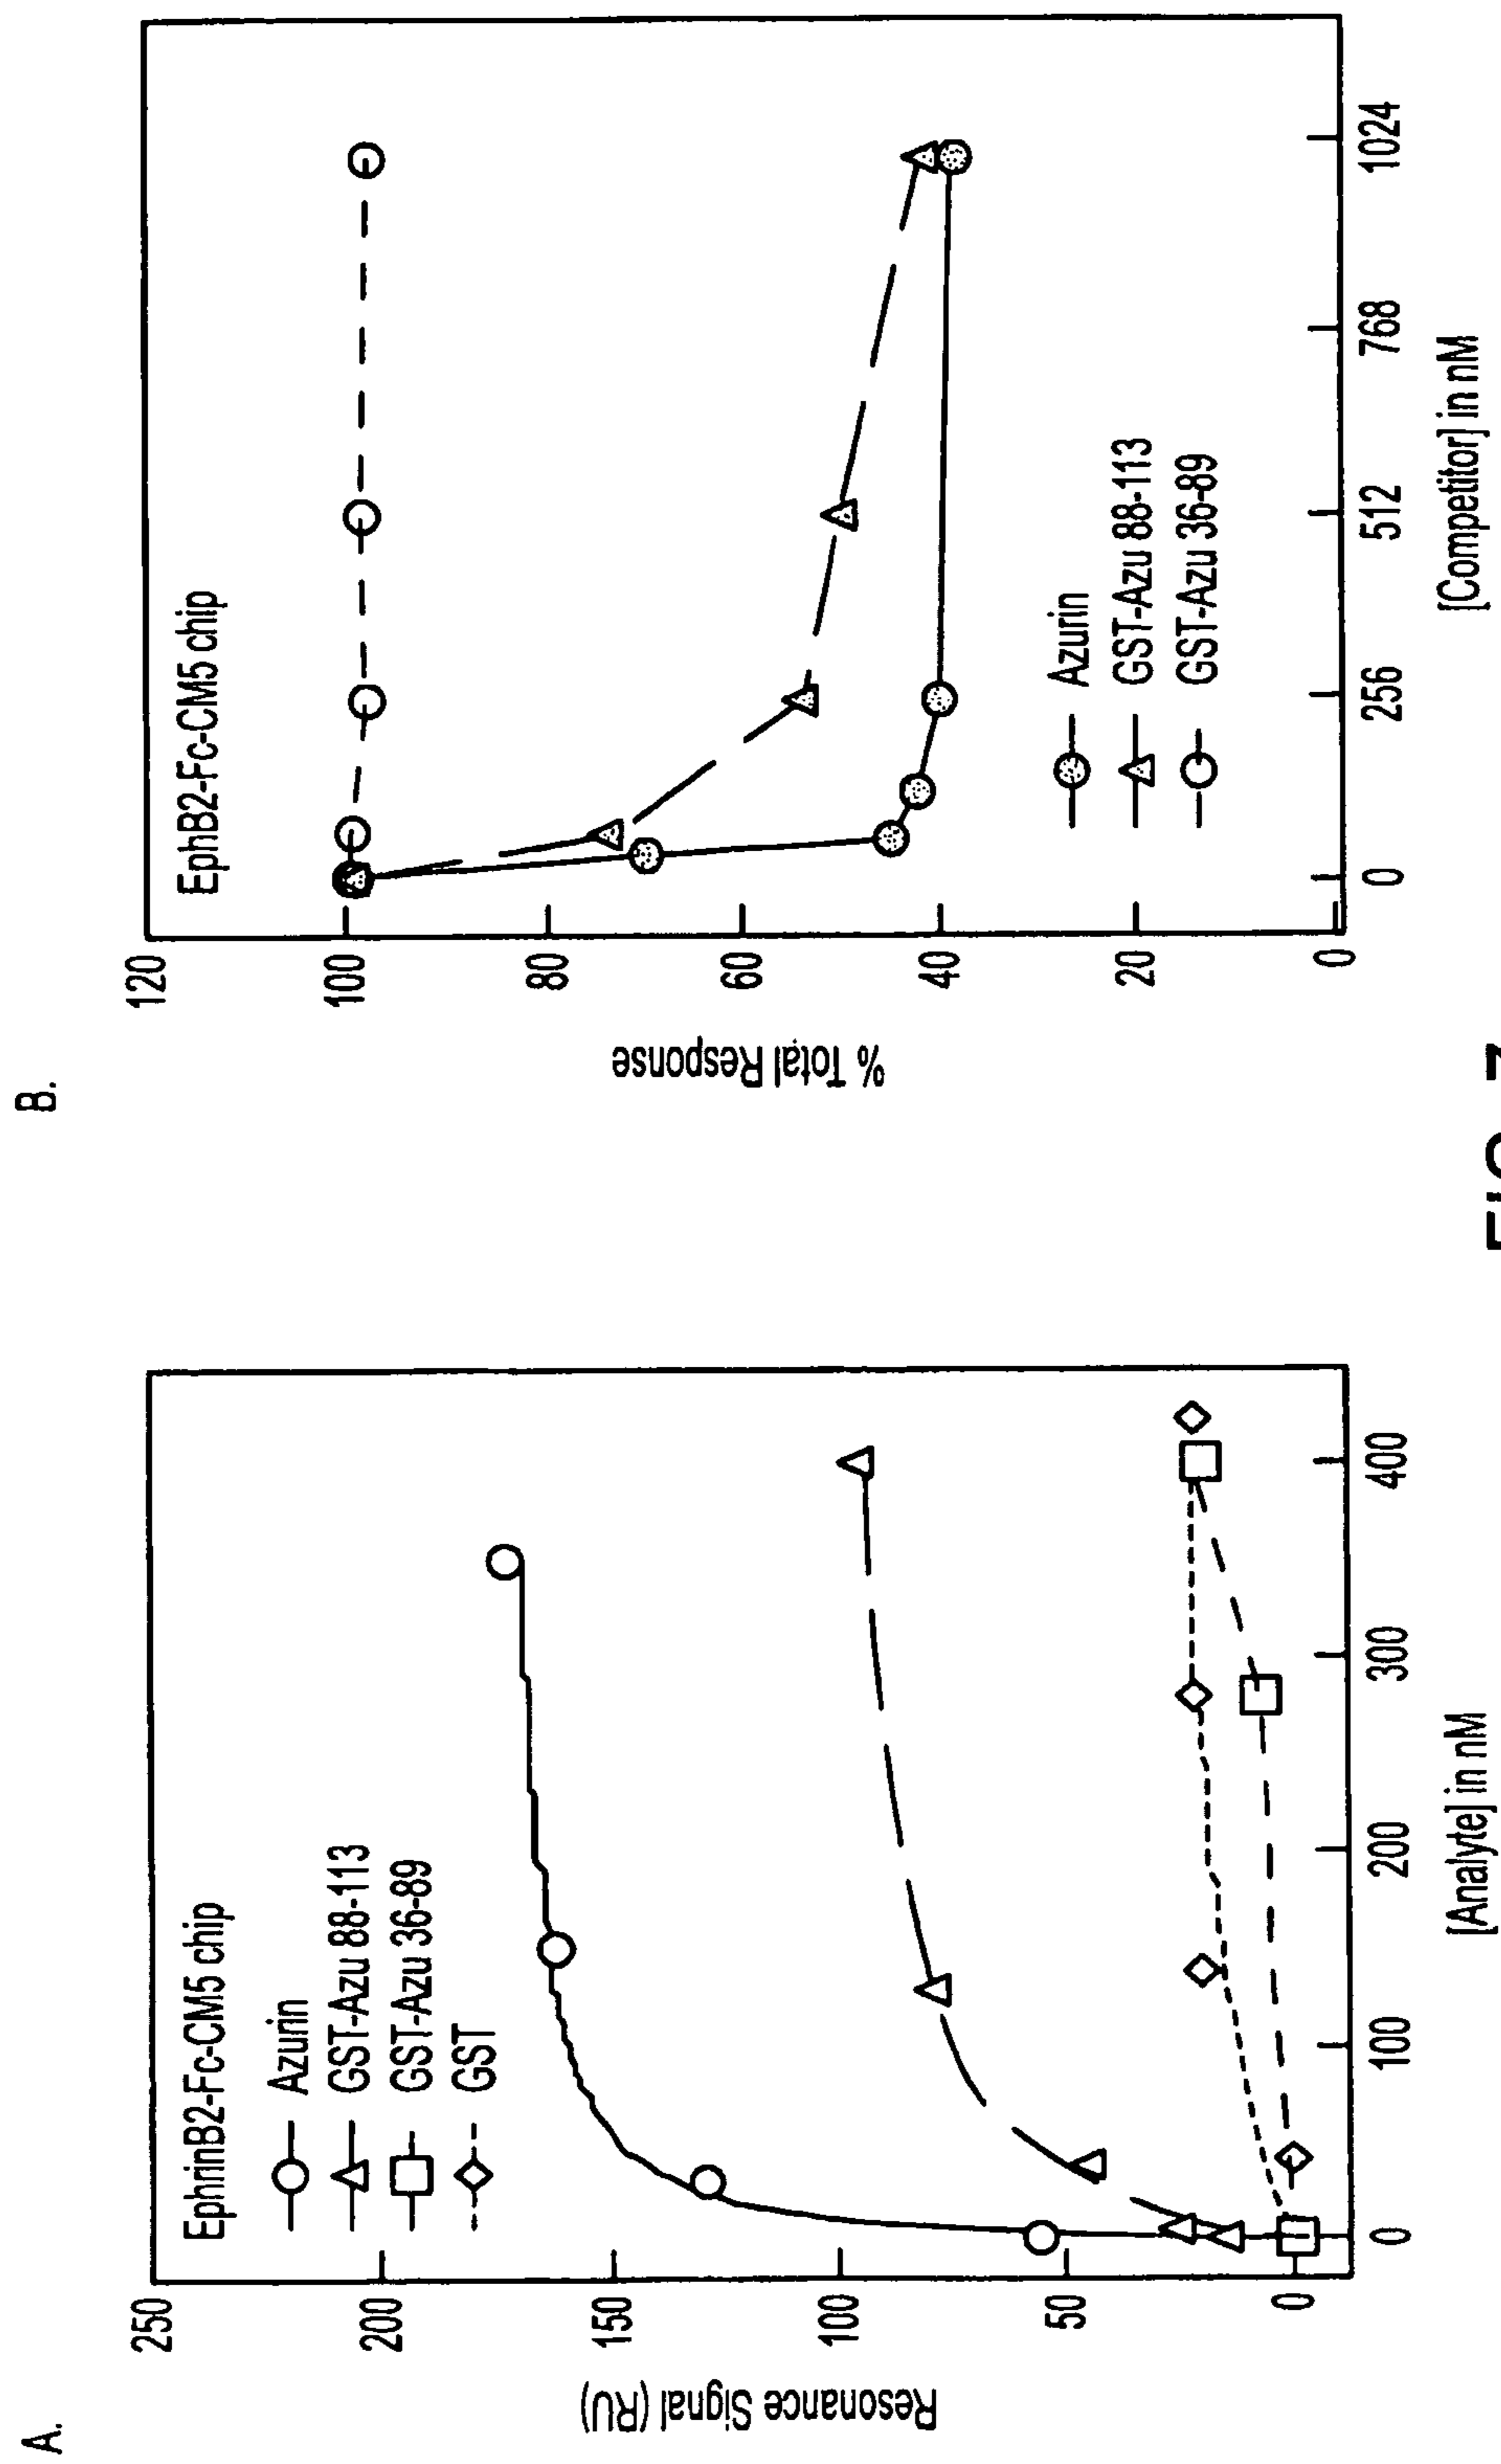 A.
EphrinB2-Fc-CM5 chip
Azurin
GST-Azu 88-113
GST-Azu 36-89
GST
250
200
150
100
50
0
Resonance Signal (RU)
0
100
200
300
400
[Analyte] in nM
B.
EphB2-Fc-CM5 chip
120
100
80
60
40
20
0
% Total Response
Azurin
GST-Azu 88-113
GST-Azu 36-89
0
256
512
768
1024
[Competitor] in nM